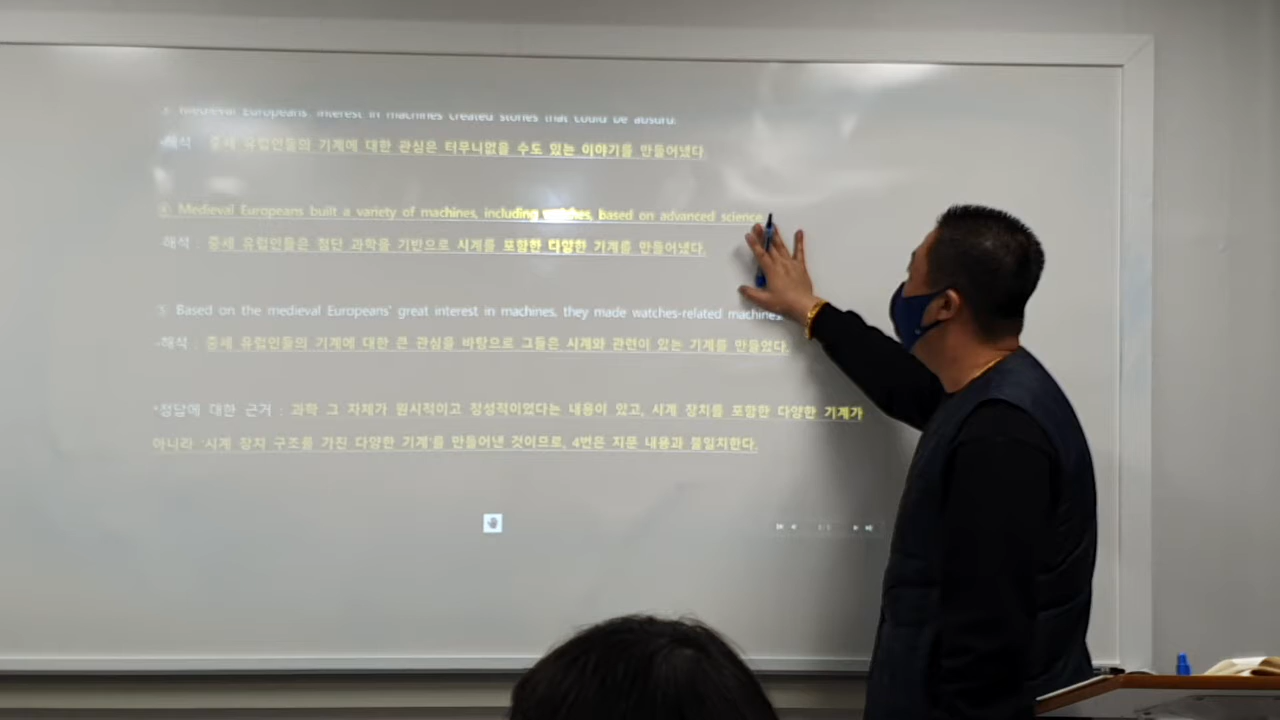 ③ Medieval Europeans' interest in machines created stories that could be absurd.
해석 : 중세 유럽인들의 기계에 대한 관심은 터무니없을 수도 있는 이야기를 만들어냈다.
④ Medieval Europeans built a variety of machines, including watches, based on advanced science.
해석 : 중세 유럽인들은 첨단 과학을 기반으로 시계를 포함한 다양한 기계를 만들어냈다.
⑤ Based on the medieval Europeans' great interest in machines, they made watches-related machines.
해석 : 중세 유럽인들의 기계에 대한 큰 관심을 바탕으로 그들은 시계와 관련이 있는 기계를 만들었다.
*정답에 대한 근거 : 과학 그 자체가 원시적이고 정성적이었다는 내용이 있고, 시계 장치를 포함한 다양한 기계가
아니라 '시계 장치 구조를 가진 다양한 기계'를 만들어낸 것이므로, 4번은 지문 내용과 불일치한다.